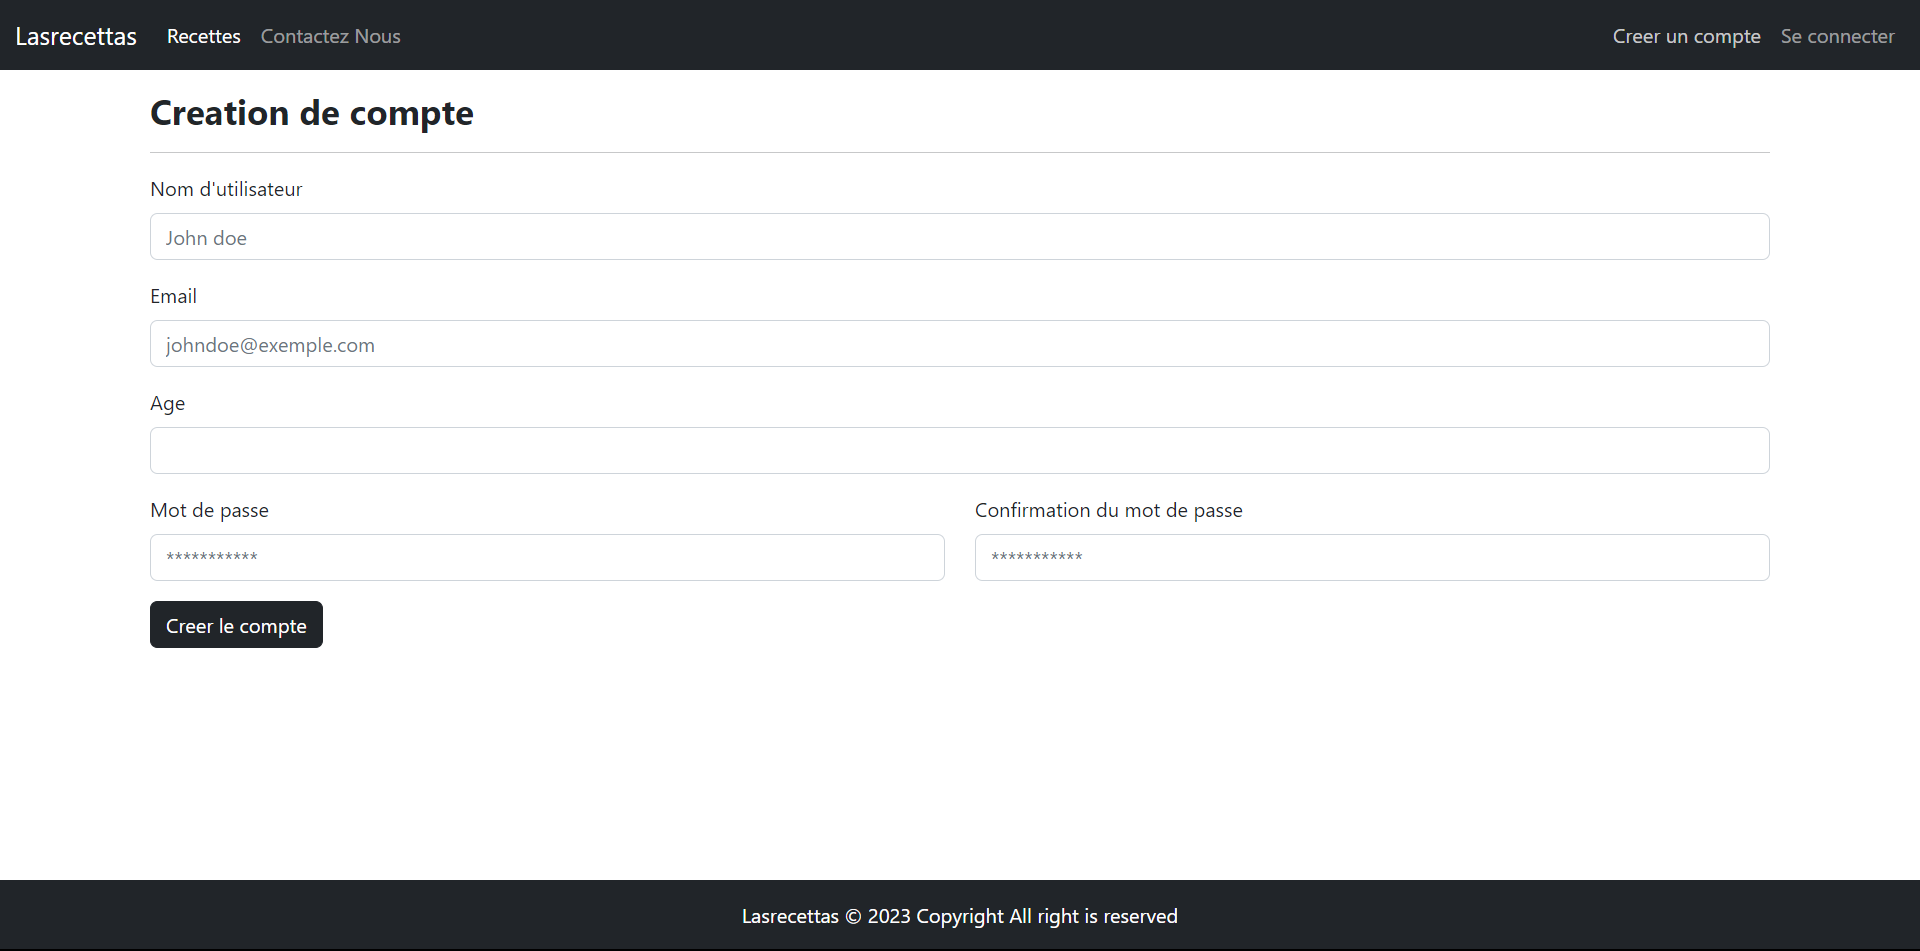 Lasrecettas Recettes Contactez Nous Creer un compte Se connecter
Creation de compte
Nom d'utilisateur
John doe
Email
johndoe@exemple.com
Age
Mot de passe Confirmation du mot de passe
*********** ***********
Creer le compte
Lasrecettas © 2023 Copyright All right is reserved